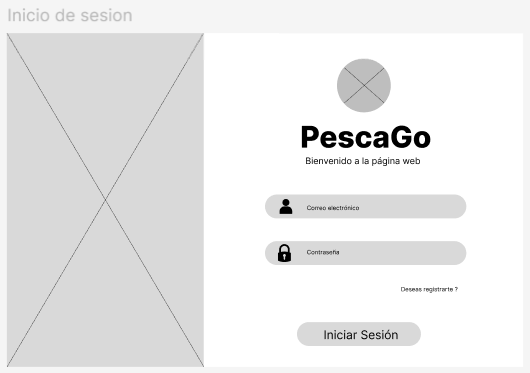 Inicio de sesion
PescaGo
Bienvenido a la página web
Correo electrónico
Contraseña
Deseas registrarte ?
Iniciar Sesión